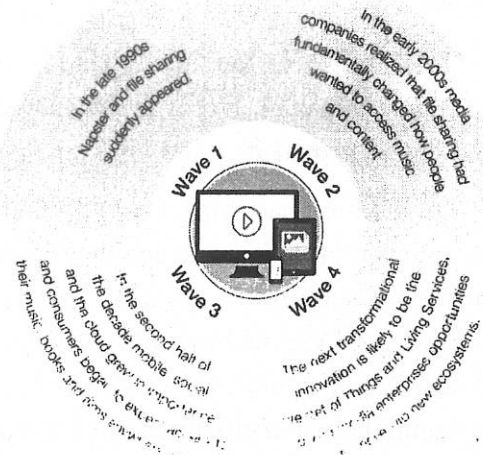 In the late 1990s
Napster and file sharing
suddenly appeared.
In the early 2000s media
companies realized that file sharing had
fundamentally changed how people
wanted to access music
and content
Wave 1
Wave 2
Wave 3
Wave 4
In the second half of
the decade mobile social
and the cloud grew in importance
and consumers began to
their music, books and
The next transformational
innovation is likely to be the
of Things and Living Services,
enterprises opportunities
new ecosystems.